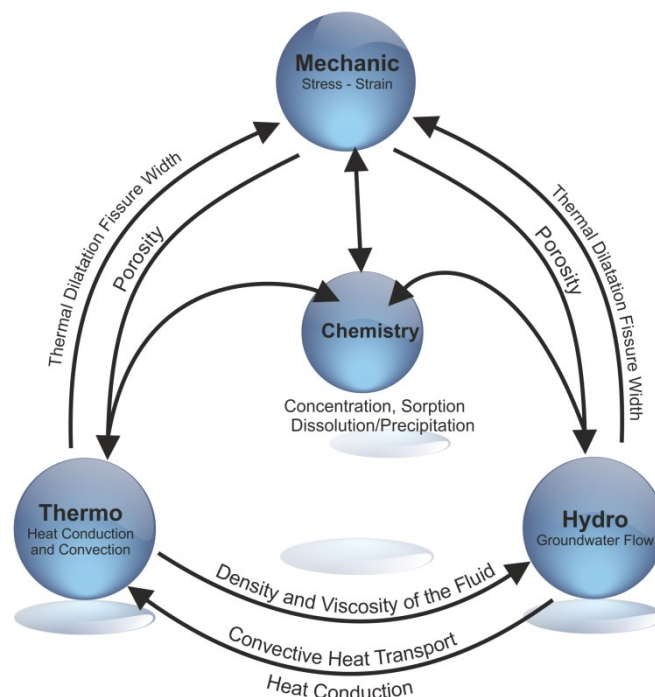 Mechanic
Stress - Strain
Thermal Dilatation Fissure Width
Porosity
Porosity
Thermal Dilatation Fissure Width
Chemistry
Concentration, Sorption
Dissolution/Precipitation
Thermo
Heat Conduction
and Convection
Hydro
Groundwater Flow
Density and Viscosity of the Fluid
Convective Heat Transport
Heat Conduction